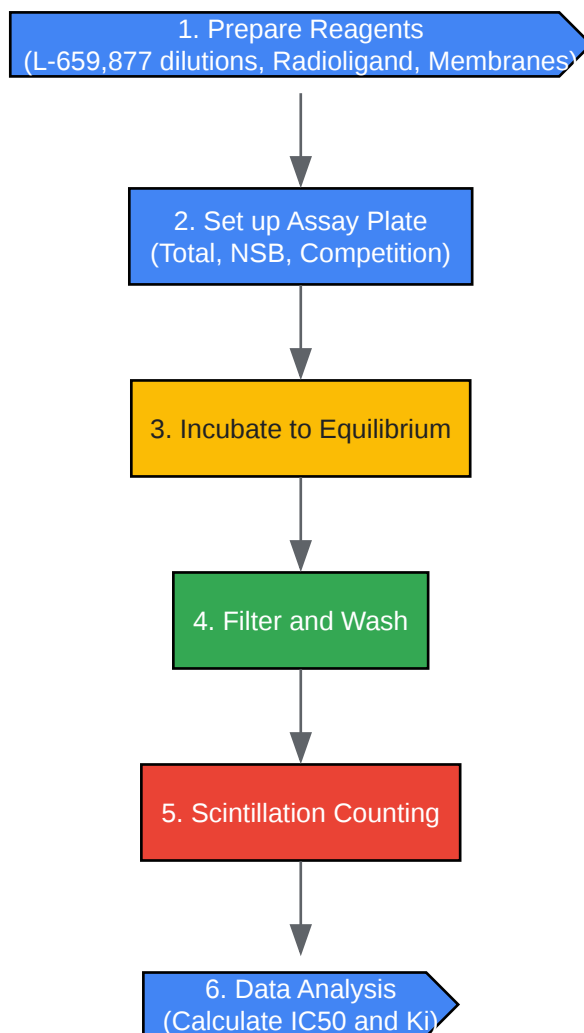 1. Prepare Reagents
(L-659,877 dilutions, Radioligand, Membranes)
2. Set up Assay Plate
(Total, NSB, Competition)
3. Incubate to Equilibrium
4. Filter and Wash
5. Scintillation Counting
6. Data Analysis
(Calculate IC50 and Ki)